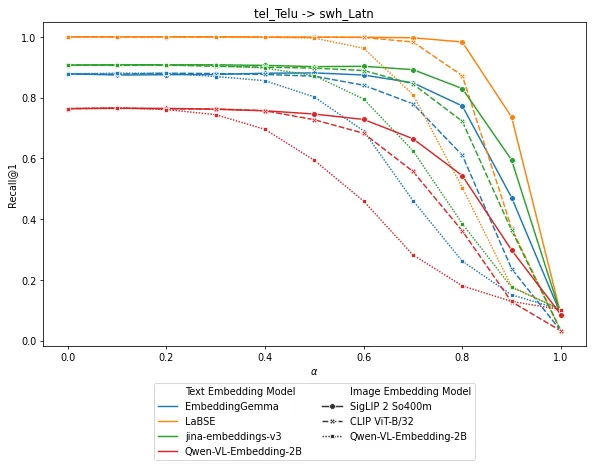 tel_Telu -> swh_Latn
1.0
0.8
0.6
0.4
0.2
0.0
Recall@1
0.0 0.2 0.4 0.6 0.8 1.0
α
Text Embedding Model
EmbeddingGemma
LaBSE
jina-embeddings-v3
Qwen-VL-Embedding-2B
Image Embedding Model
SigLIP 2 So400m
CLIP ViT-B/32
Qwen-VL-Embedding-2B